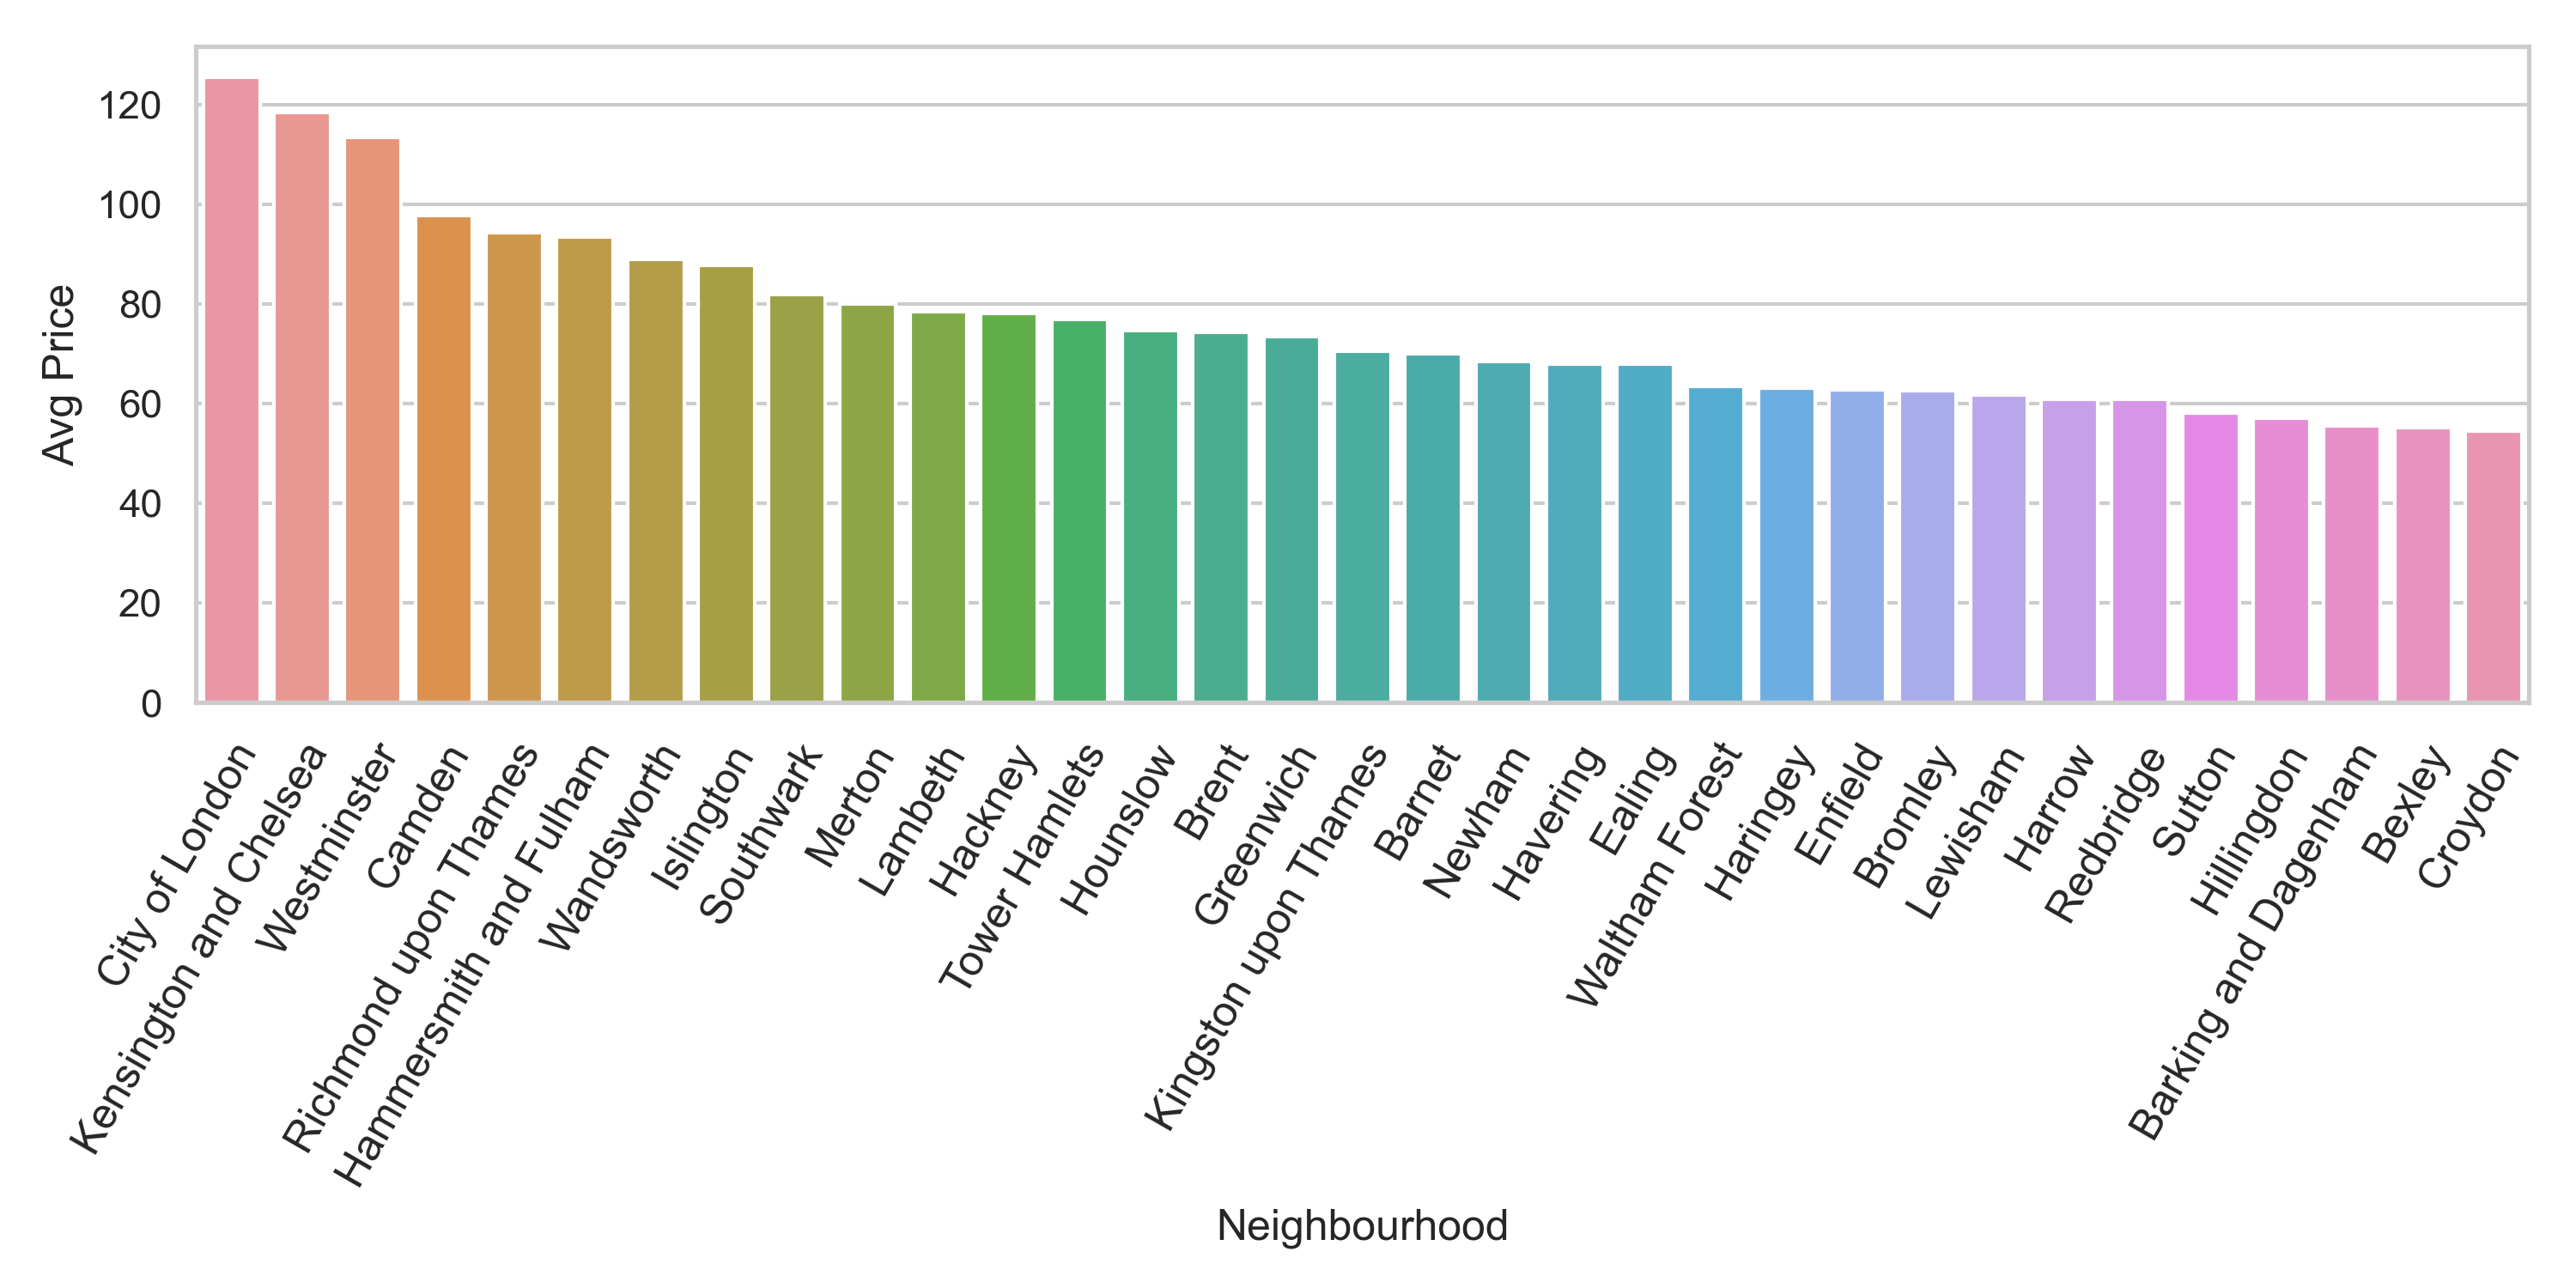 Avg Price
120
100
80
60
40
20
0
City of London
Kensington and Chelsea
Westminster
Camden
Richmond upon Thames
Hammersmith and Fulham
Wandsworth
Islington
Southwark
Merton
Lambeth
Hackney
Tower Hamlets
Hounslow
Brent
Greenwich
Kingston upon Thames
Barnet
Newham
Havering
Ealing
Waltham Forest
Haringey
Enfield
Bromley
Lewisham
Harrow
Redbridge
Sutton
Hillingdon
Barking and Dagenham
Bexley
Croydon
Neighbourhood